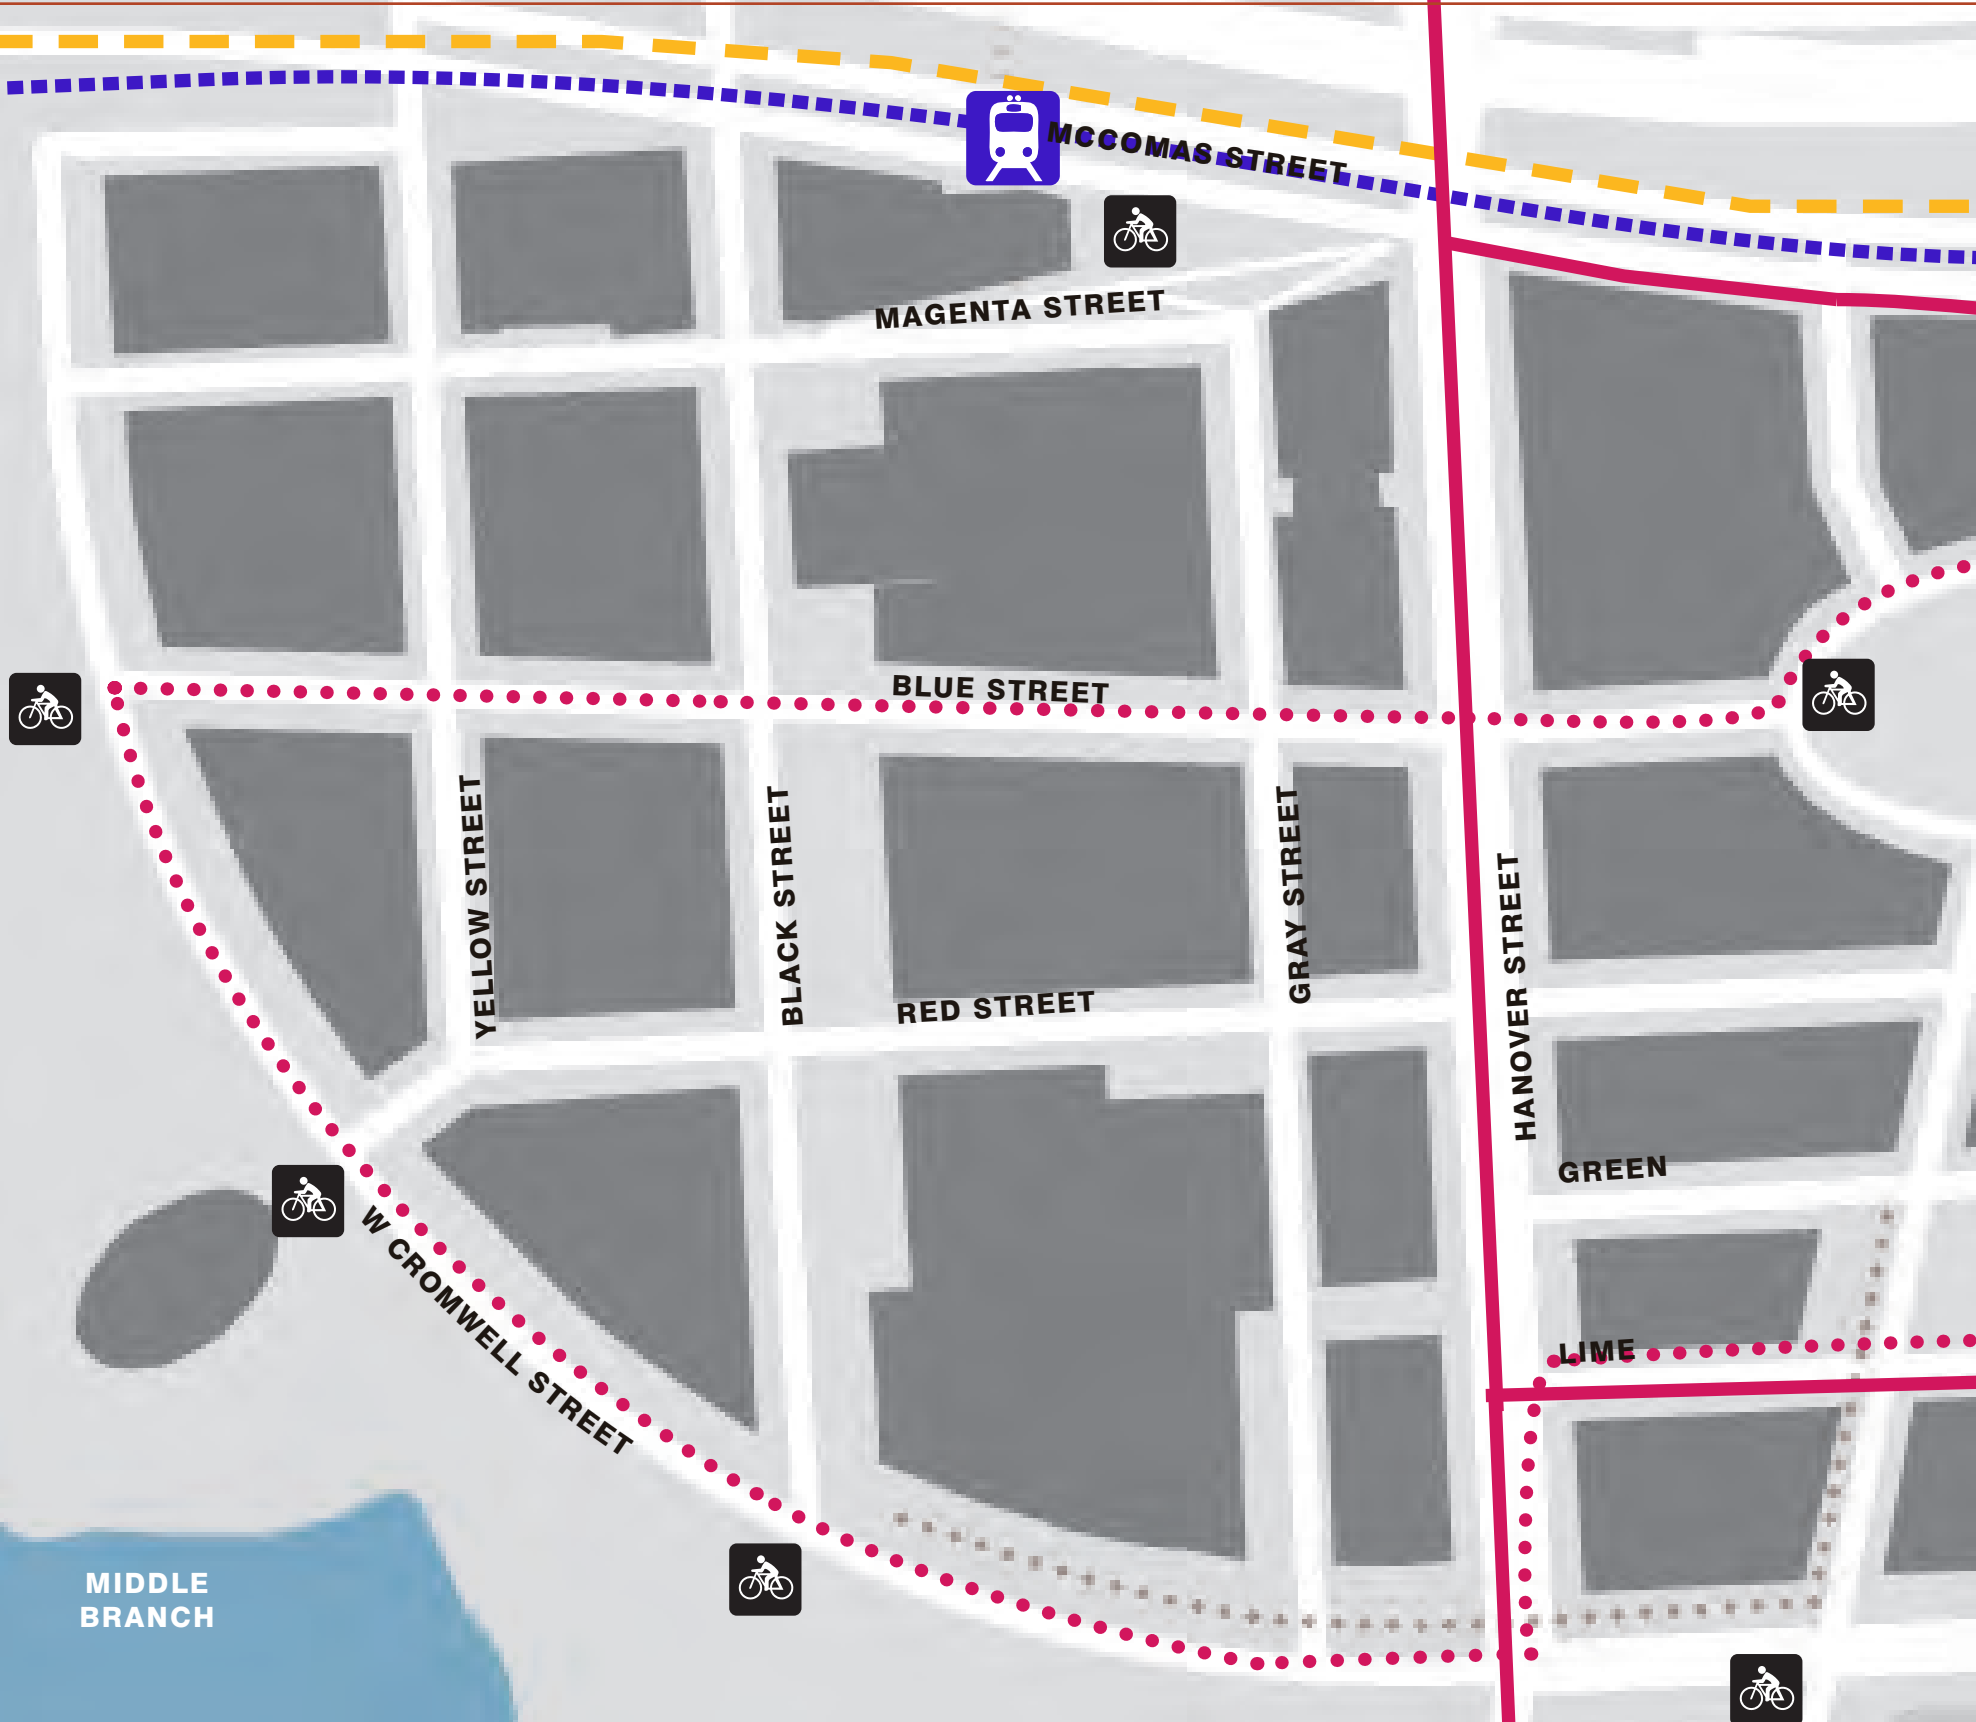 MCCOMAS STREET
MAGENTA STREET
BLUE STREET
YELLOW STREET
BLACK STREET
GRAY STREET
HANOVER STREET
RED STREET
GREEN
W CROMWELL STREET
LIME
MIDDLE
BRANCH